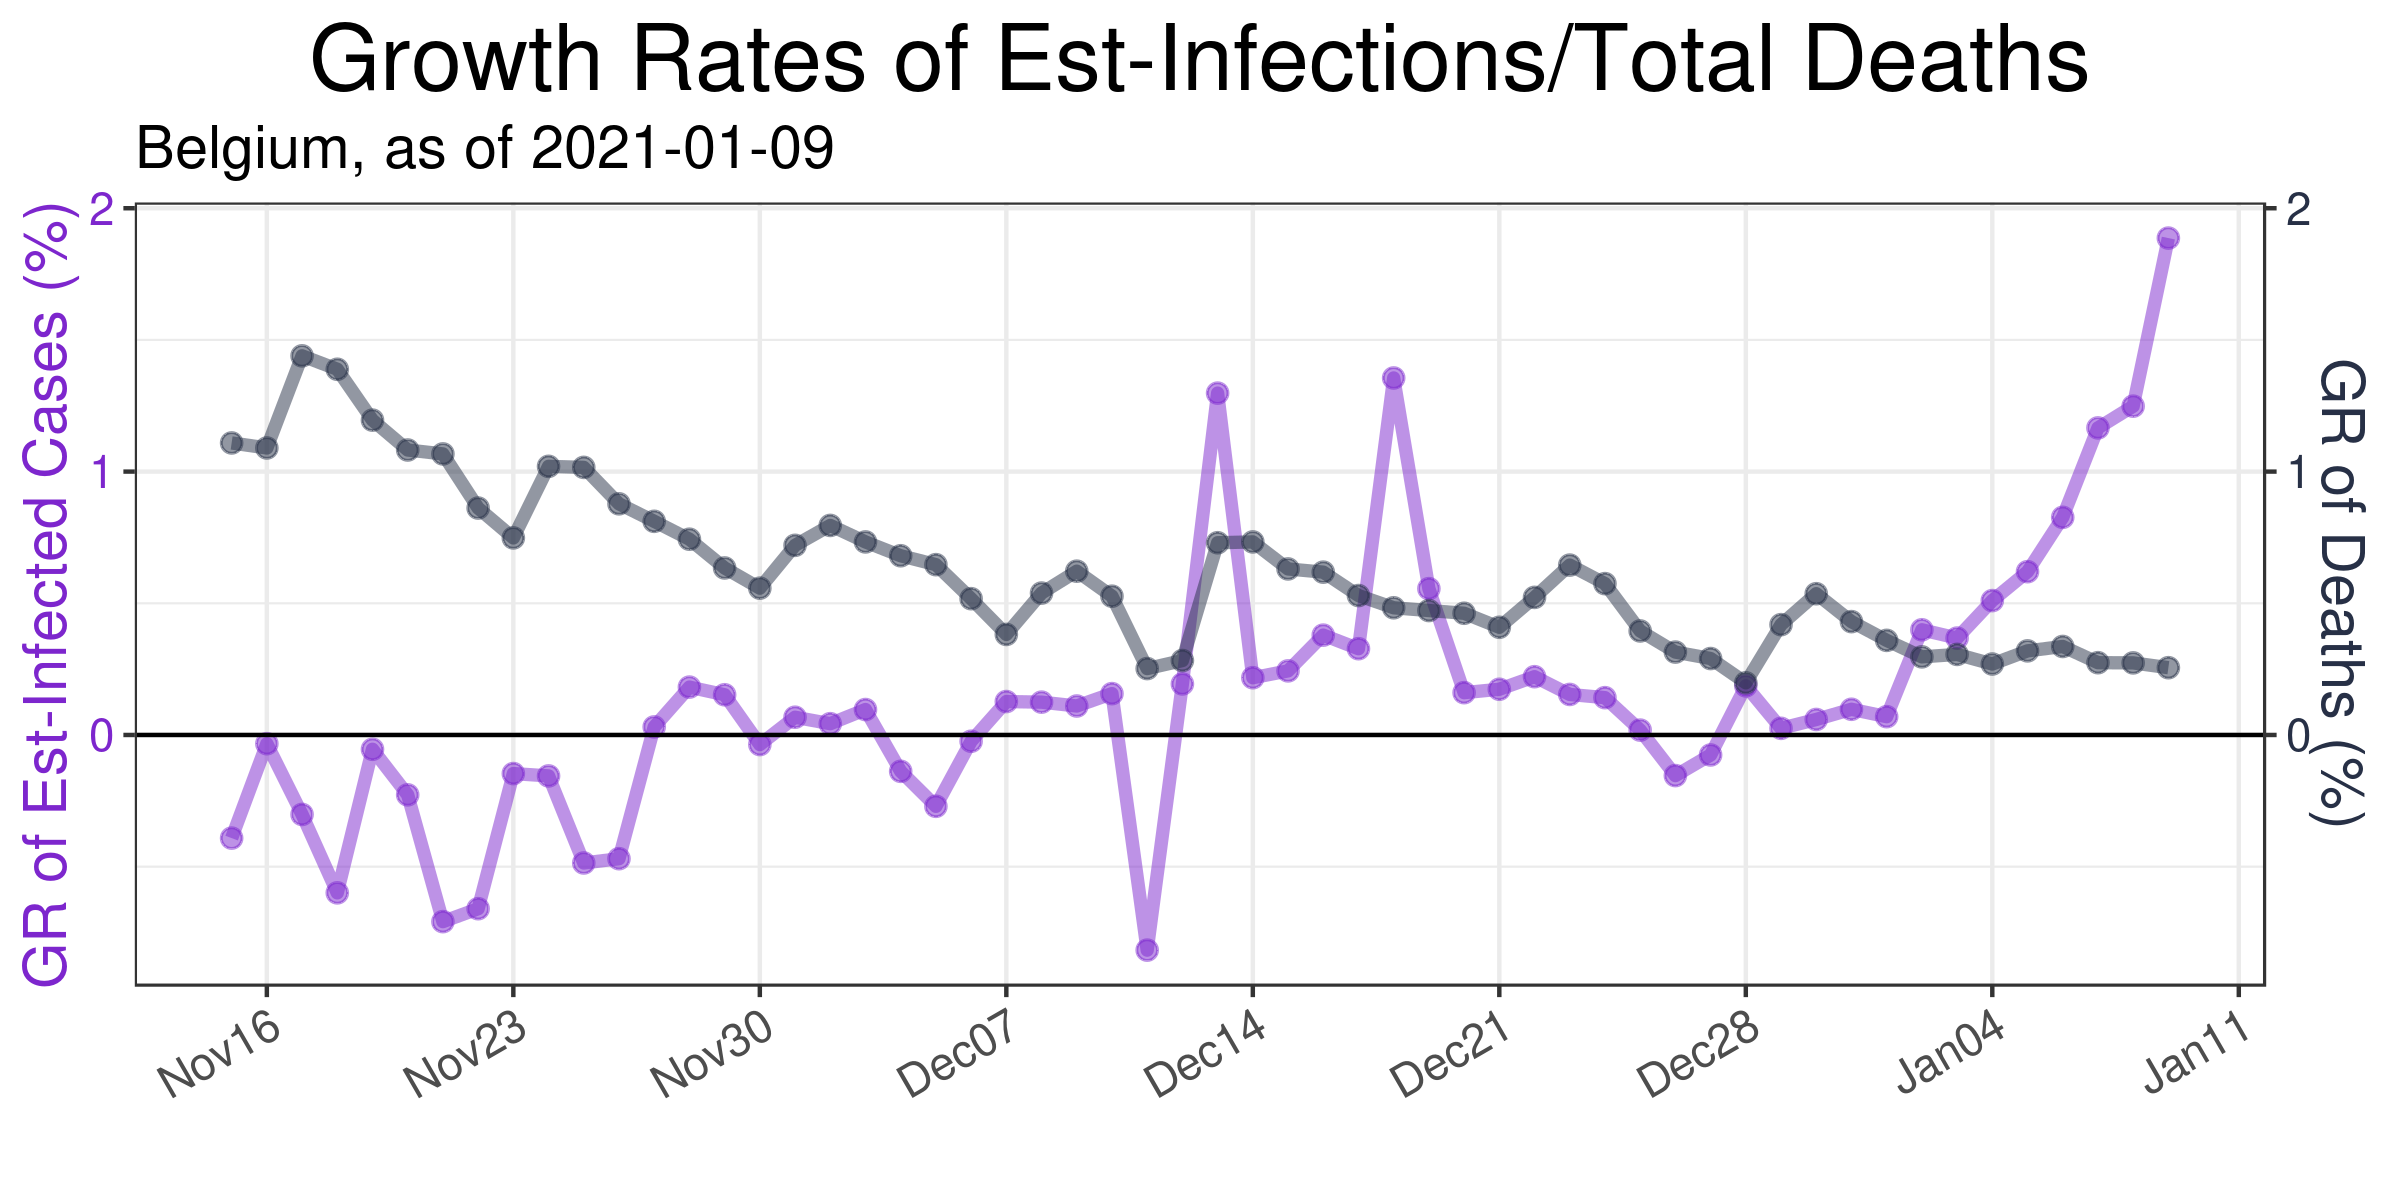 Growth Rates of Est-Infections/Total Deaths
Belgium, as of 2021-01-09
GR of Est-Infected Cases (%)
2
1
0
2
1
0
GR of Deaths (%)
Nov16
Nov23
Nov30
Dec07
Dec14
Dec21
Dec28
Jan04
Jan11